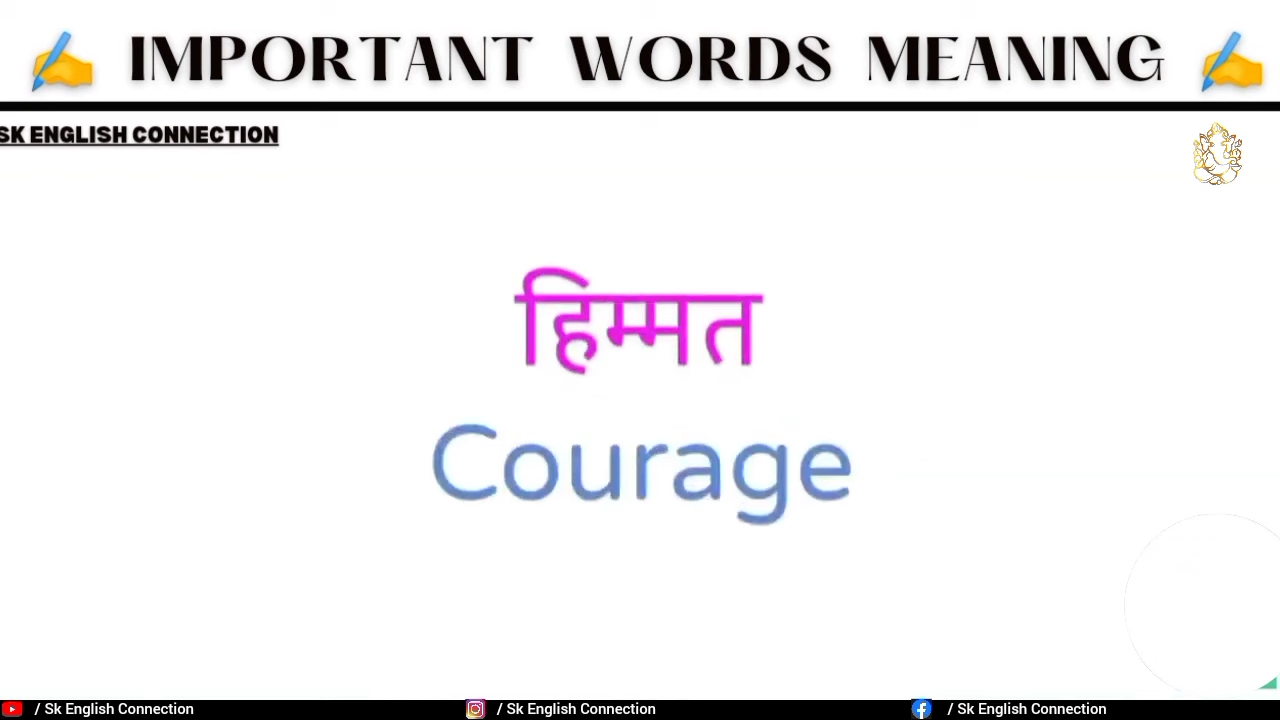 IMPORTANT WORDS MEANING
SK ENGLISH CONNECTION
हिम्मत
Courage
/ Sk English Connection / Sk English Connection / Sk English Connection